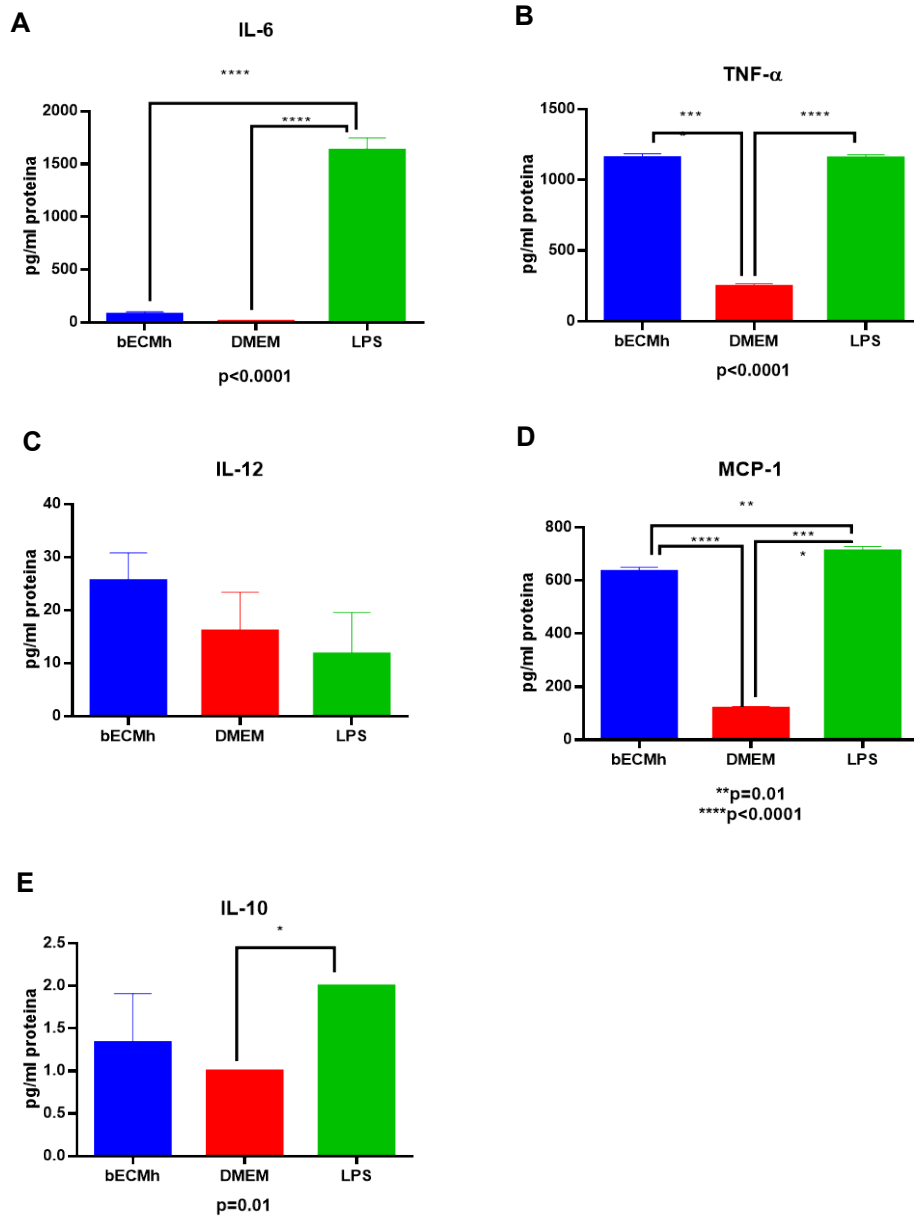 A
IL-6
****
****
2000
1500
1000
500
0
pg/ml proteina
bECMh DMEM LPS
p<0.0001
B
TNF-α
***
*
****
1500
1000
500
0
pg/ml proteina
bECMh DMEM LPS
p<0.0001
C
IL-12
40
30
20
10
0
pg/ml proteina
bECMh DMEM LPS
D
MCP-1
**
****
***
*
800
600
400
200
0
pg/ml proteina
bECMh DMEM LPS
**p=0.01
****p<0.0001
E
IL-10
*
2.5
2.0
1.5
1.0
0.5
0.0
pg/ml proteina
bECMh DMEM LPS
p=0.01